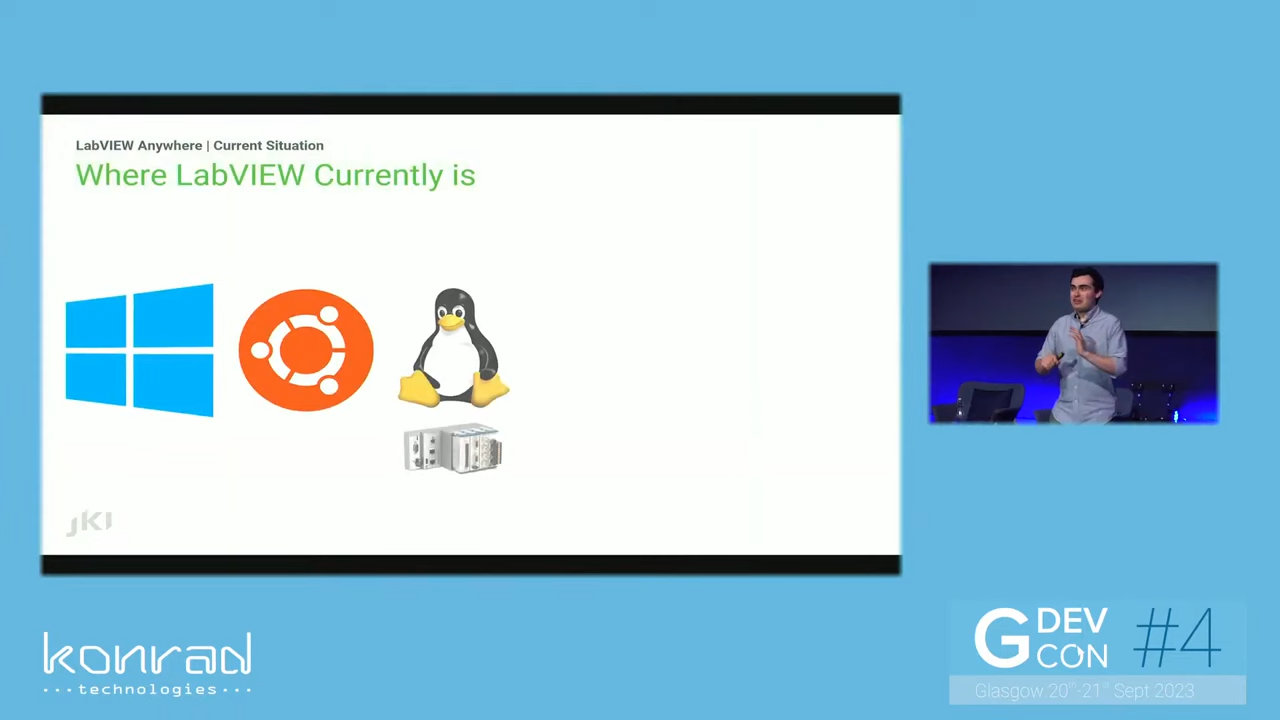 LabVIEW Anywhere | Current Situation
Where LabVIEW Currently is
JKI
konrad
···technologies···
G DEV CON #4
Glasgow 20th-21st Sept 2023